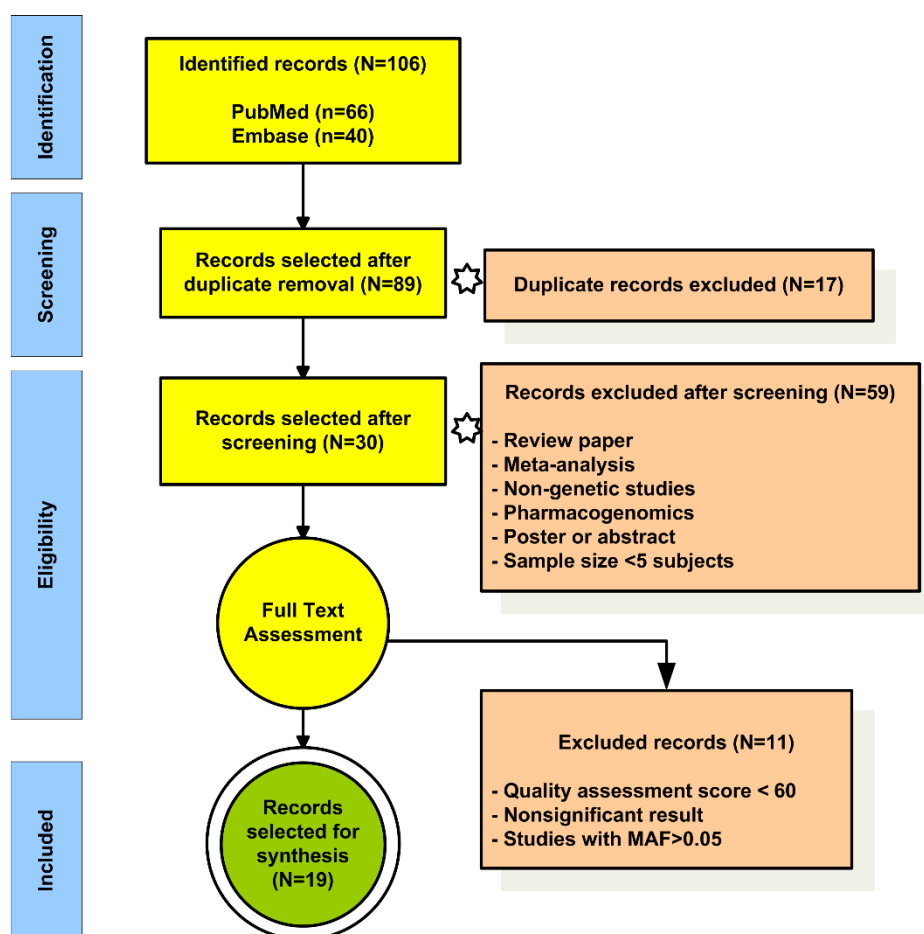 Identification
Identified records (N=106)
PubMed (n=66)
Embase (n=40)
Screening
Records selected after
duplicate removal (N=89)
Duplicate records excluded (N=17)
Eligibility
Records selected after
screening (N=30)
Records excluded after screening (N=59)
- Review paper
- Meta-analysis
- Non-genetic studies
- Pharmacogenomics
- Poster or abstract
- Sample size <5 subjects
Full Text
Assessment
Excluded records (N=11)
- Quality assessment score < 60
- Nonsignificant result
- Studies with MAF>0.05
Included
Records
selected for
synthesis
(N=19)